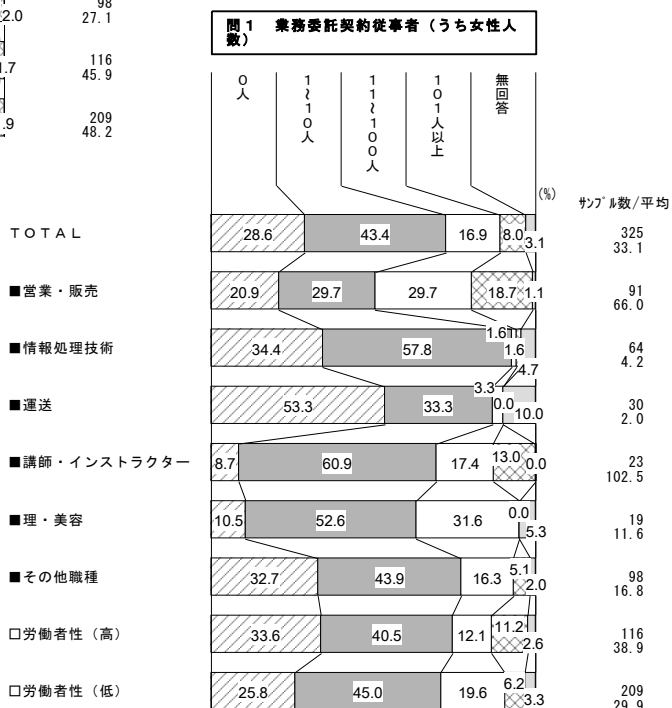 2.0
98
27.1
1.7
116
45.9
.9
209
48.2
問1 業務委託契約従事者（うち女性人数）
0人
1~10人
11~100人
101人以上
無回答
(%)
ｻﾝﾌﾟﾙ数/平均
TOTAL 28.6 43.4 16.9 8.0 3.1 325
33.1
■営業・販売 20.9 29.7 29.7 18.7 1.1 91
66.0
■情報処理技術 34.4 57.8 1.6 1.6 4.7 64
4.2
■運送 53.3 33.3 3.3 0.0 10.0 30
2.0
■講師・インストラクター 8.7 60.9 17.4 13.0 0.0 23
102.5
■理・美容 10.5 52.6 31.6 0.0 5.3 19
11.6
■その他職種 32.7 43.9 16.3 5.1 2.0 98
16.8
□労働者性（高） 33.6 40.5 12.1 11.2 2.6 116
38.9
□労働者性（低） 25.8 45.0 19.6 6.2 3.3 209
29.9